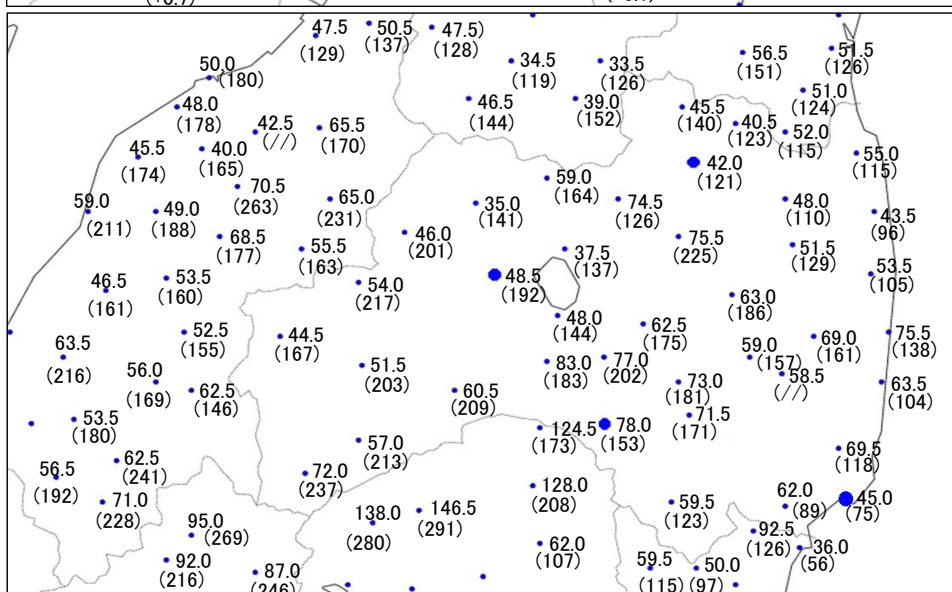 47.5 50.5 47.5
(129) (137) (128)
50.0 34.5 33.5 56.5 51.5
(180) (119) (126) (151) (126)
48.0 46.5 39.0 45.5 51.0
(178) (144) (152) (140) (124)
42.5 65.5 40.5 52.0
(//) (170) (123) (115)
45.5 40.0 42.0 55.0
(174) (165) (121) (115)
59.0 49.0 70.5 65.0 35.0 59.0 74.5 48.0 43.5
(211) (188) (263) (231) (141) (164) (126) (110) (96)
68.5 55.5 46.0 37.5 75.5 51.5
(177) (163) (201) (137) (225) (129)
46.5 53.5 54.0 48.5 63.0 53.5
(161) (160) (217) (192) (186) (105)
52.5 44.5 48.0 62.5 69.0 75.5
(155) (167) (144) (175) (161) (138)
63.5 51.5 83.0 77.0 59.0
(216) (203) (183) (202) (157)
56.0 62.5 60.5 73.0 58.5 63.5
(169) (146) (209) (181) (//) (104)
53.5 57.0 124.5 78.0 71.5 69.5
(180) (213) (173) (153) (171) (118)
56.5 62.5 72.0
(192) (241) (237)
71.0 138.0 146.5 128.0 59.5 62.0 45.0
(228) (280) (291) (208) (123) (89) (75)
95.0 92.5 36.0
(269) (126) (56)
92.0 87.0 62.0 59.5 50.0
(216) (246) (107) (115) (97)